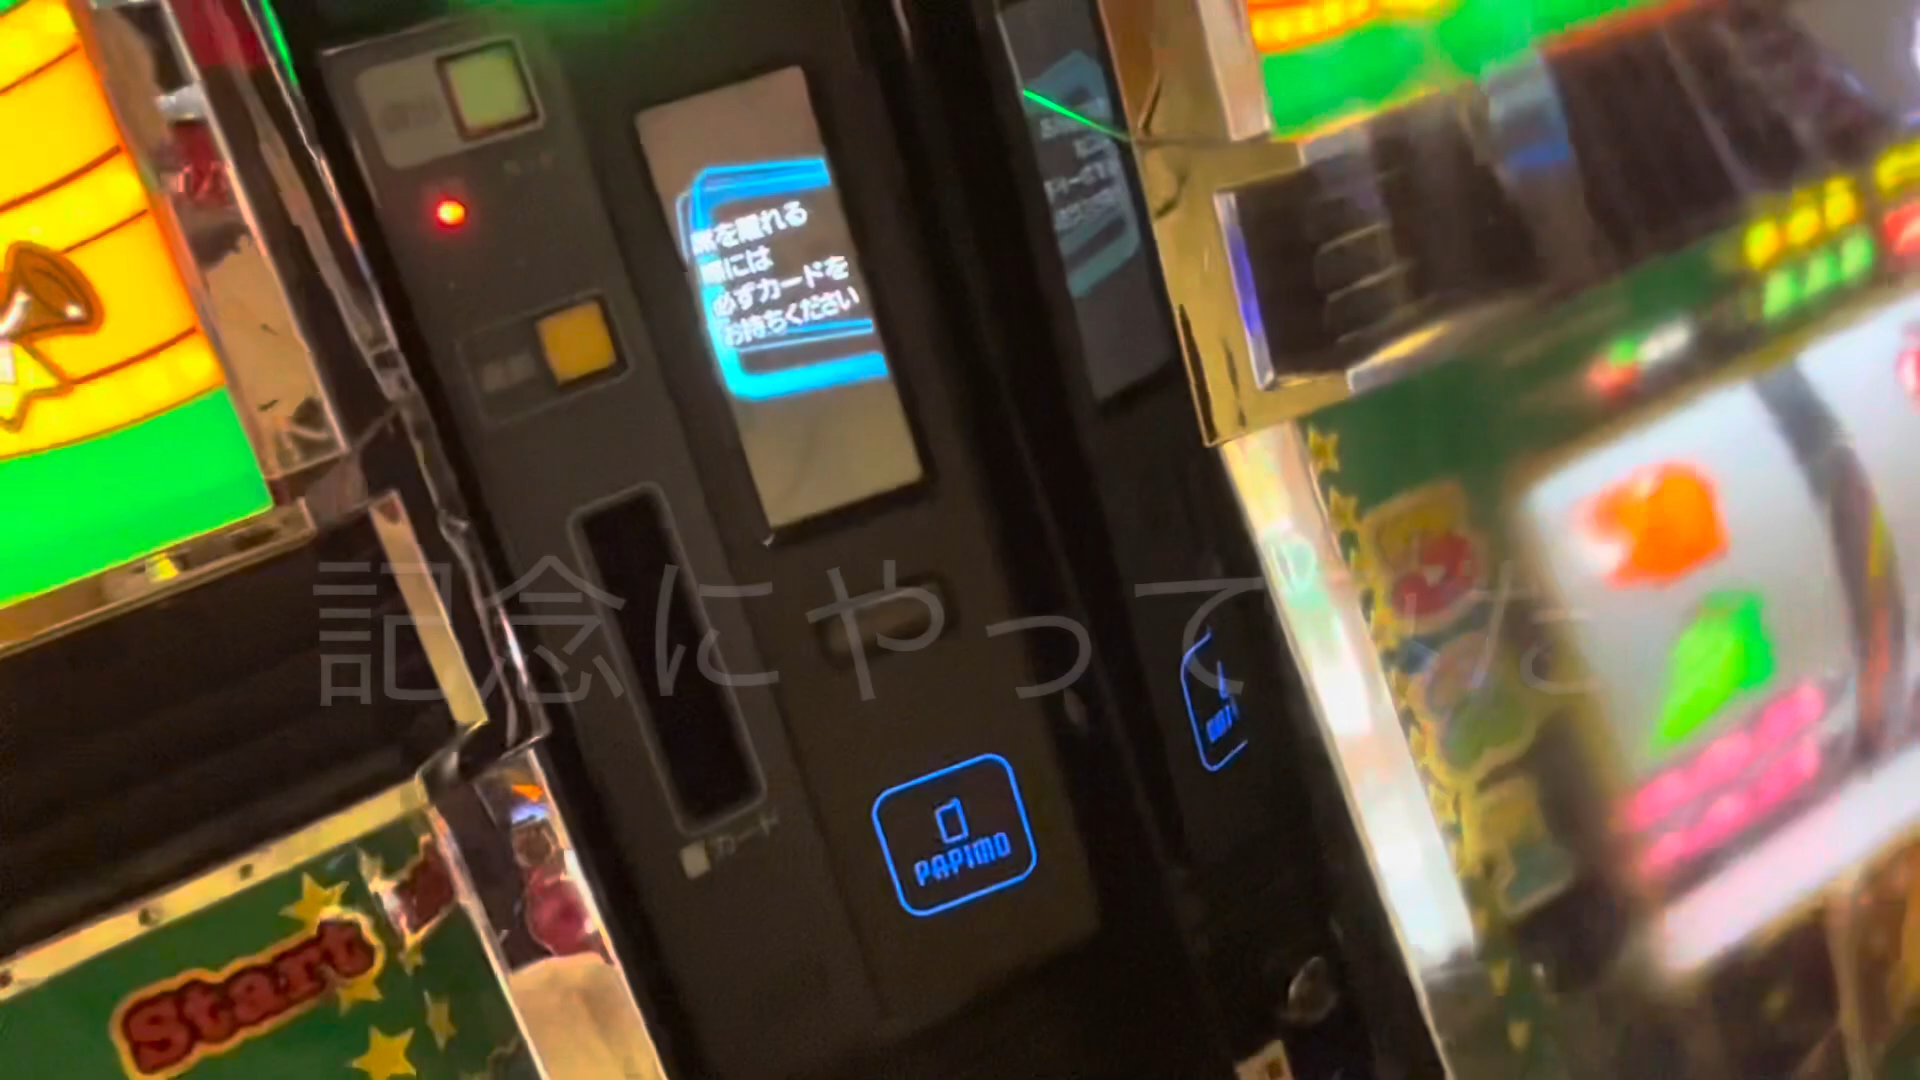 席を離れる
際には
必ずカードを
お持ちください
記念にやってみた
カード
PAPIMO
Start